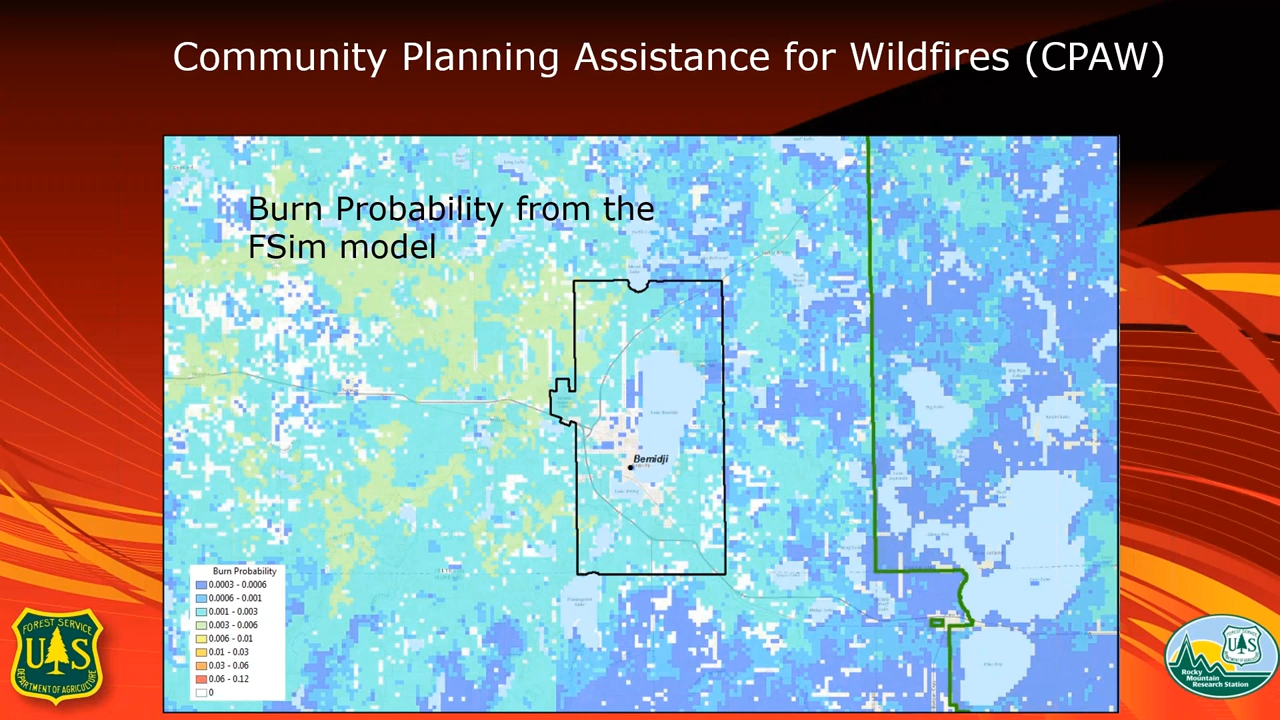 Community Planning Assistance for Wildfires (CPAW)
Burn Probability from the
FSim model
Bemidji
Burn Probability
0.0003 - 0.0006
0.0006 - 0.001
0.001 - 0.003
0.003 - 0.006
0.006 - 0.01
0.01 - 0.03
0.03 - 0.06
0.06 - 0.12
0
FOREST SERVICE
U S
DEPARTMENT OF AGRICULTURE
FOREST SERVICE
U S
Rocky
Mountain
Research Station